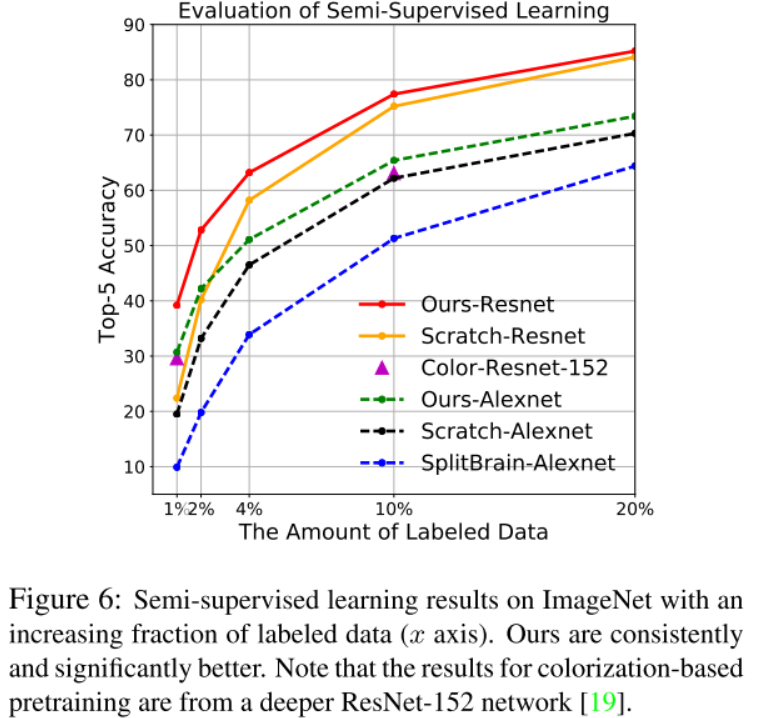 Evaluation of Semi-Supervised Learning
90
80
70
60
50
40
30
20
10
Top-5 Accuracy
Ours-Resnet
Scratch-Resnet
Color-Resnet-152
Ours-Alexnet
Scratch-Alexnet
SplitBrain-Alexnet
1% 2% 4% 10% 20%
The Amount of Labeled Data
Figure 6: Semi-supervised learning results on ImageNet with an
increasing fraction of labeled data (x axis). Ours are consistently
and significantly better. Note that the results for colorization-based
pretraining are from a deeper ResNet-152 network [19].